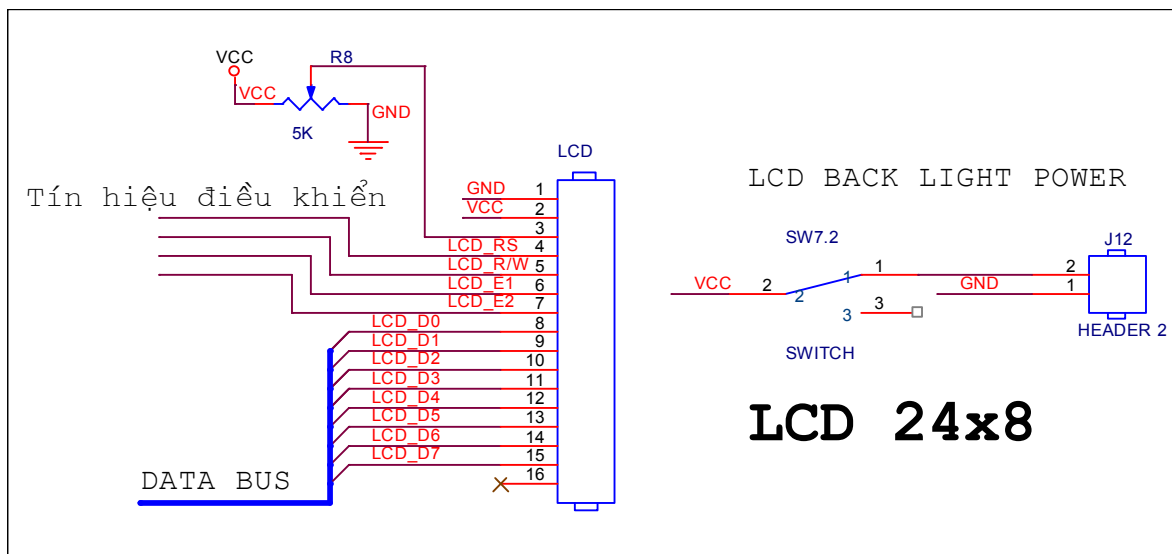 VCC
R8
VCC
GND
5K
LCD
Tín hiệu điều khiển
GND 1
VCC 2
3
LCD_RS 4
LCD_R/W 5
LCD_E1 6
LCD_E2 7
LCD_D0 8
LCD_D1 9
LCD_D2 10
LCD_D3 11
LCD_D4 12
LCD_D5 13
LCD_D6 14
LCD_D7 15
16
DATA BUS
LCD BACK LIGHT POWER
SW7.2
J12
VCC 2 2 1 1
3 3
GND
2
1
SWITCH
HEADER 2
LCD 24x8